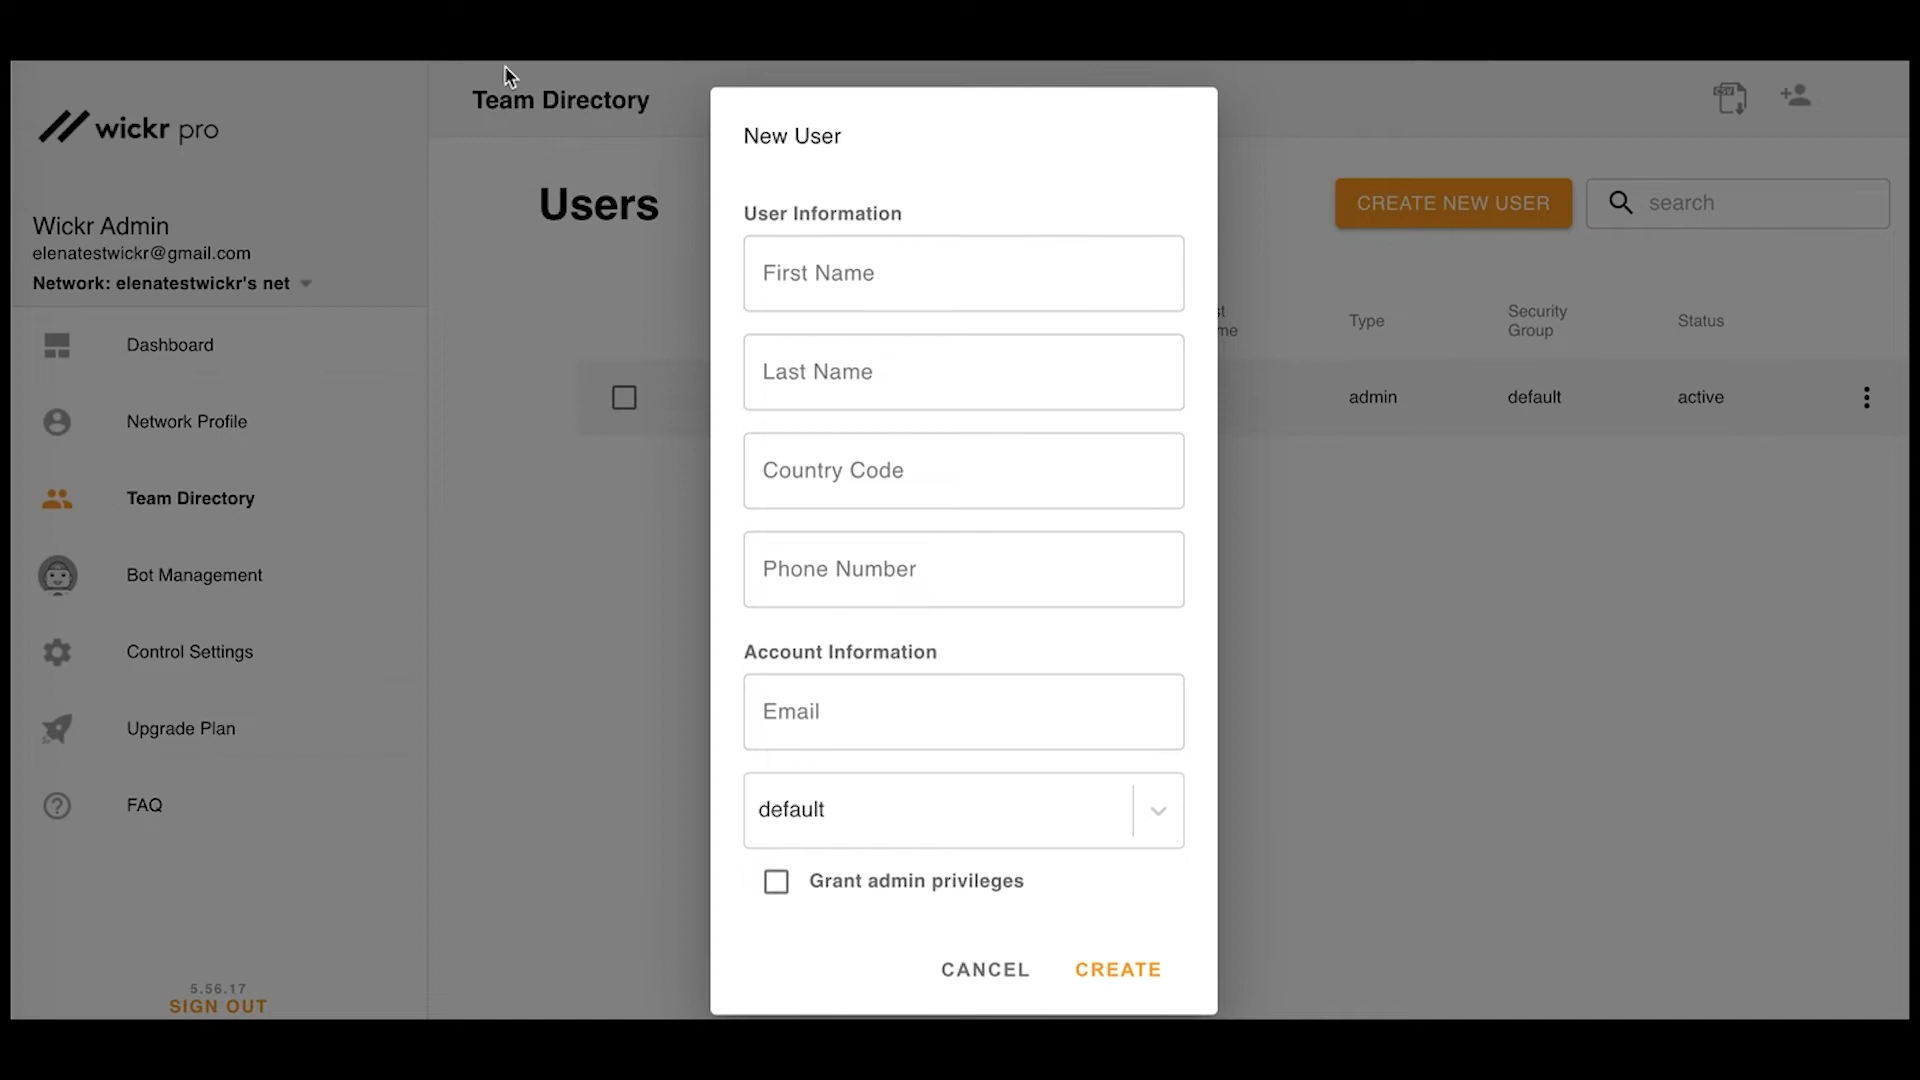 wickr pro
Wickr Admin
elenatestwickr@gmail.com
Network: elenatestwickr's net
Dashboard
Network Profile
Team Directory
Bot Management
Control Settings
Upgrade Plan
FAQ
5.56.17
SIGN OUT
Team Directory
CSV
Users
CREATE NEW USER
search
Type
Security
Group
Status
admin
default
active
New User
User Information
First Name
Last Name
Country Code
Phone Number
Account Information
Email
default
Grant admin privileges
CANCEL
CREATE